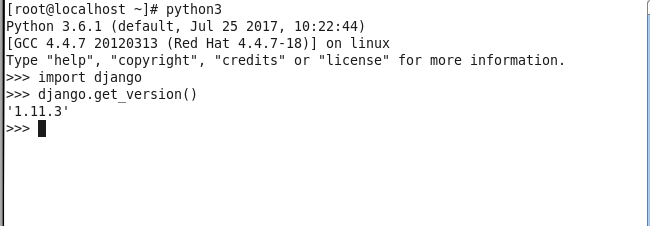 [root@localhost ~]# python3
Python 3.6.1 (default, Jul 25 2017, 10:22:44)
[GCC 4.4.7 20120313 (Red Hat 4.4.7-18)] on linux
Type "help", "copyright", "credits" or "license" for more information.
>>> import django
>>> django.get_version()
'1.11.3'
>>>